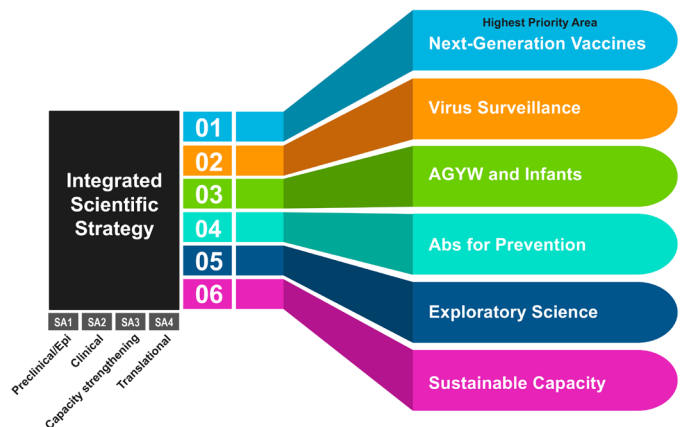 Highest Priority Area
Next-Generation Vaccines
01
Virus Surveillance
02
Integrated
Scientific
Strategy
03
AGYW and Infants
04
Abs for Prevention
05
Exploratory Science
06
Sustainable Capacity
SA1
SA2
SA3
SA4
Preclinical/Epi
Clinical
Capacity strengthening
Translational